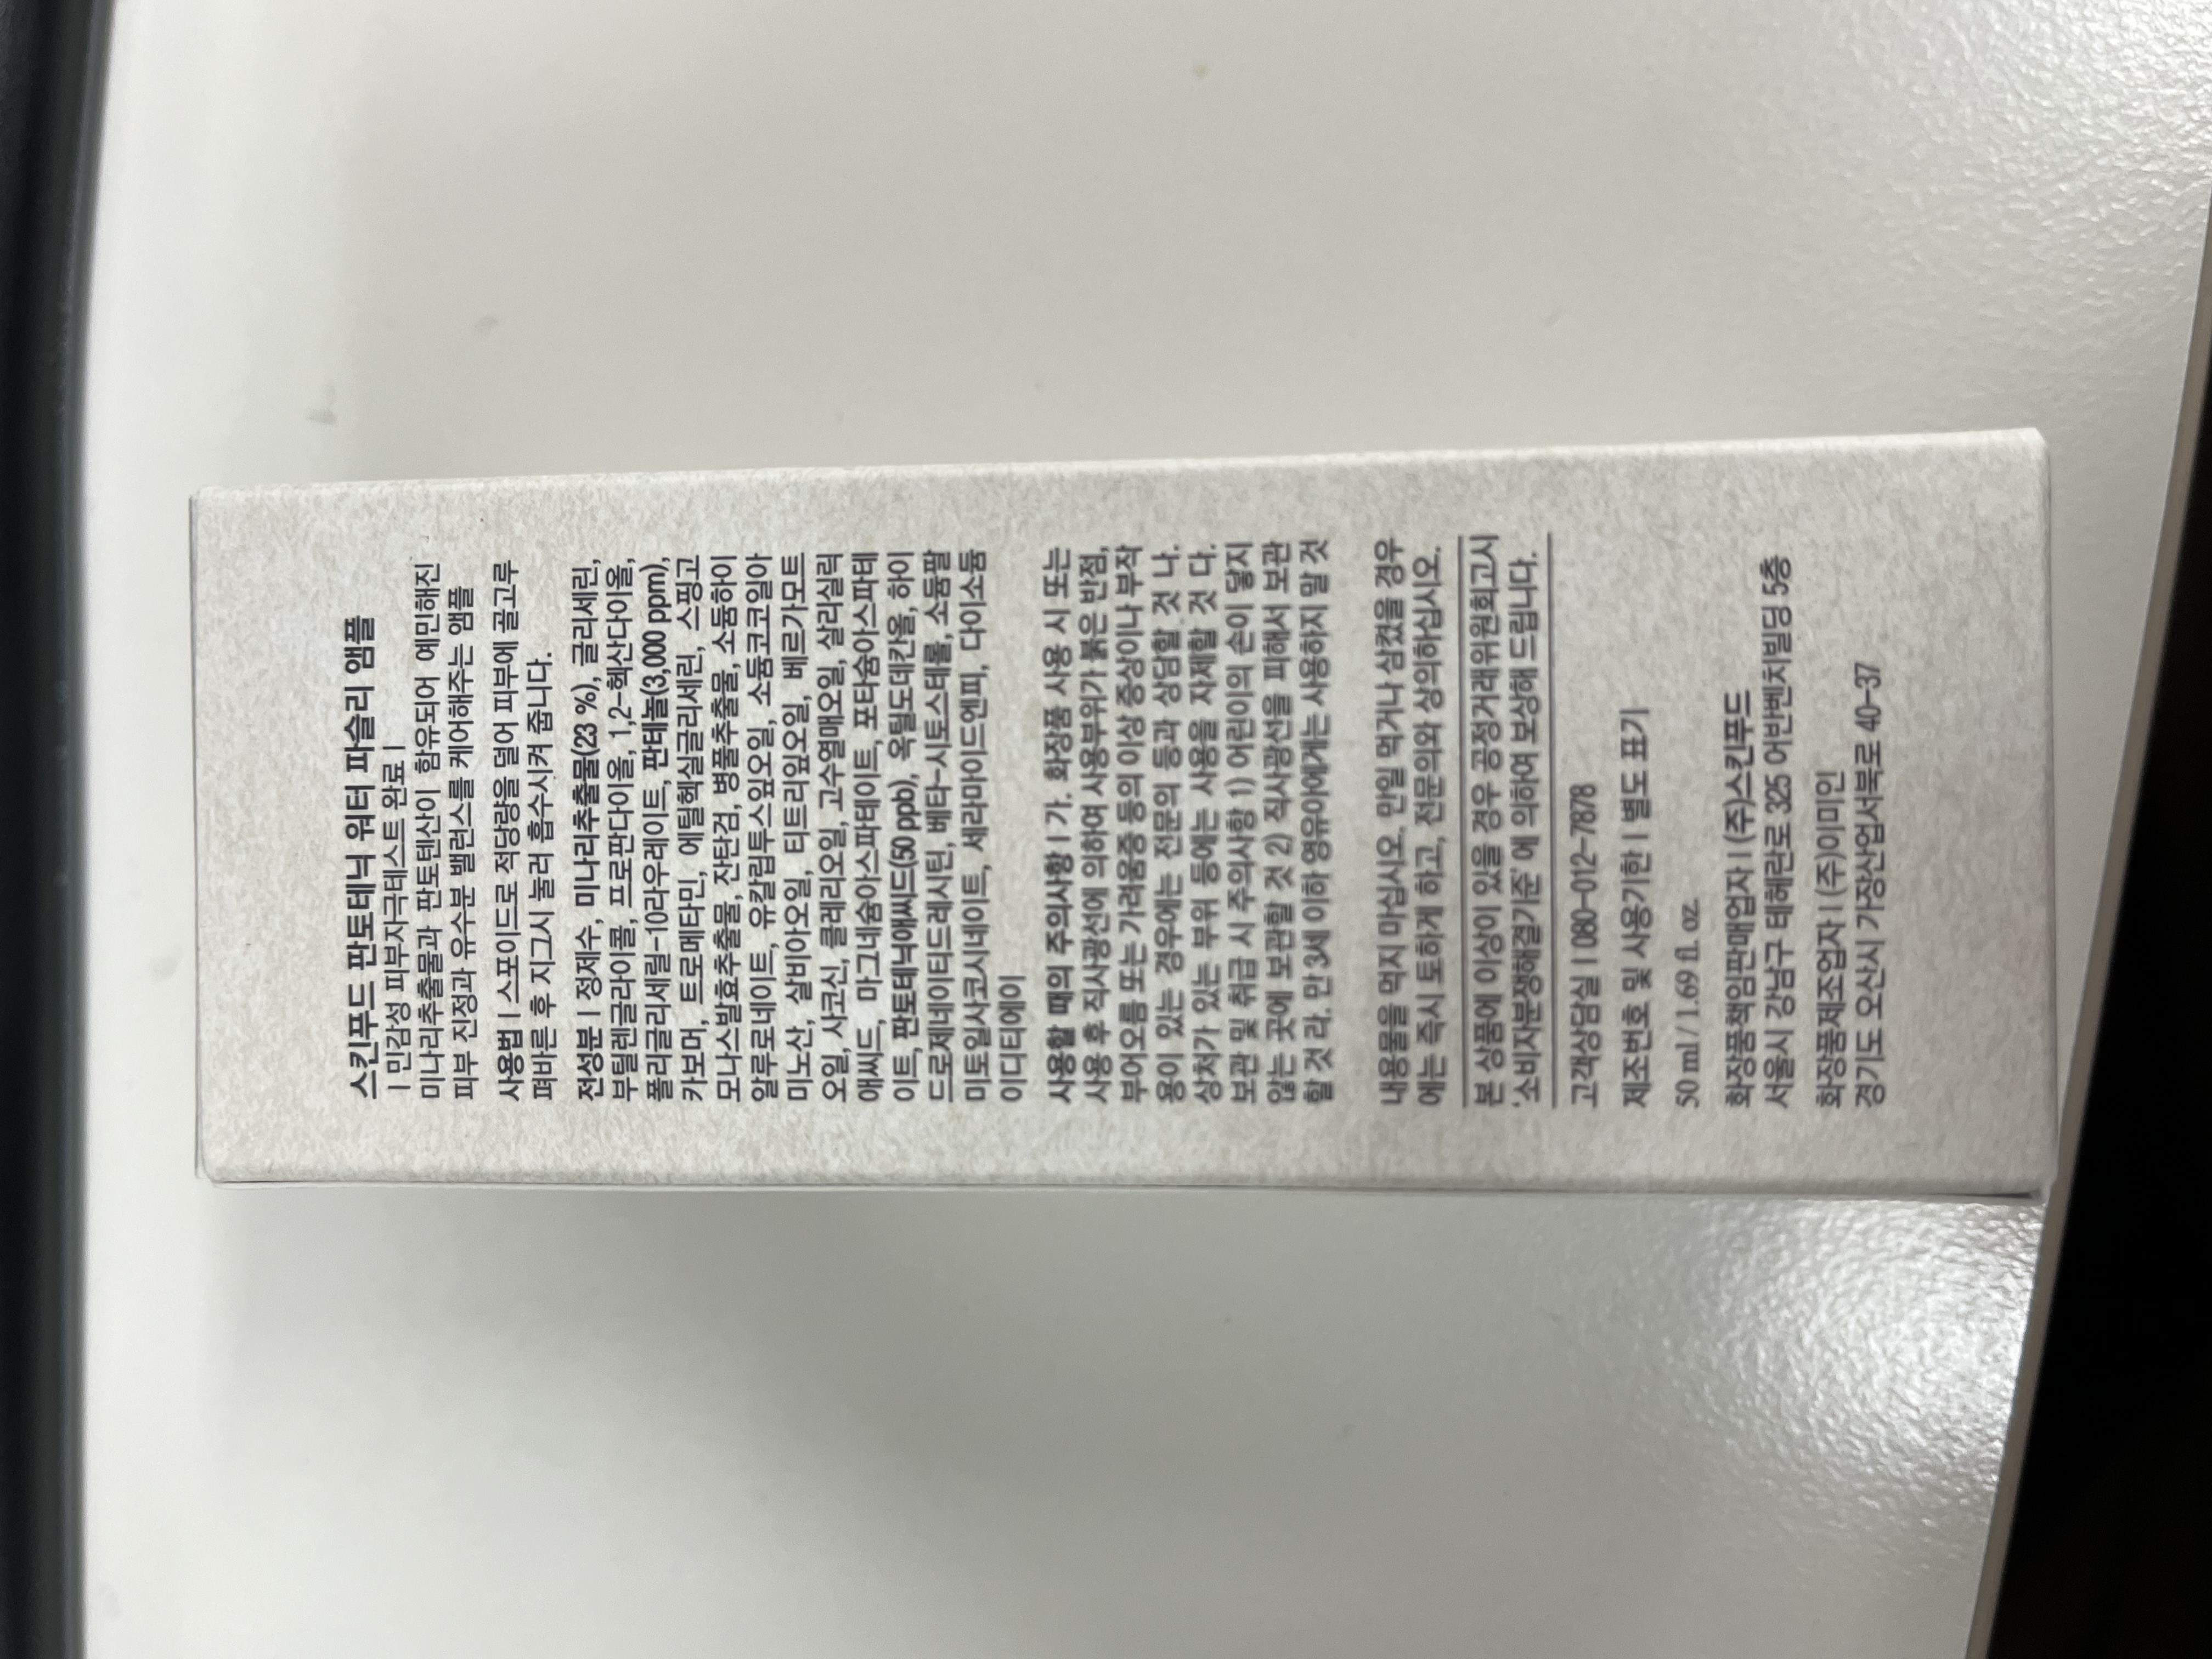 스킨푸드 판토테닉 워터 파슬리 앰플
| 민감성 피부자극테스트 완료 |
미나리추출물과 판토텐산이 함유되어 예민해진
피부 진정과 유수분 밸런스를 케어해주는 앰플
사용법 | 스포이드로 적당량을 덜어 피부에 골고루
펴바른 후 지그시 눌러 흡수시켜 줍니다.
전성분 | 정제수, 미나리추출물(23 %), 글리세린,
부틸렌글라이콜, 프로판다이올, 1,2-헥산다이올,
폴리글리세릴-10라우레이트, 판테놀(3,000 ppm),
카보머, 트로메타민, 에틸헥실글리세린, 스핑고
모나스발효추출물, 잔탄검, 병풀추출물, 소듐하이
알루로네이트, 유칼립투스잎오일, 소듐코코일아
미노산, 살비아오일, 티트리잎오일, 베르가모트
오일, 사코신, 클레리오일, 고수열매오일, 살리실릭
애씨드, 마그네슘아스파테이트, 포타슘아스파테
이트, 판토테닉애씨드(50 ppb), 옥틸도데칸올, 하이
드로제네이티드레시틴, 베타-시토스테롤, 소듐팔
미토일사코시네이트, 세라마이드엔피, 다이소듐
이디티에이
사용할 때의 주의사항 | 가. 화장품 사용 시 또는
사용 후 직사광선에 의하여 사용부위가 붉은 반점,
부어오름 또는 가려움증 등의 이상 증상이나 부작
용이 있는 경우에는 전문의 등과 상담할 것 나.
상처가 있는 부위 등에는 사용을 자제할 것 다.
보관 및 취급 시 주의사항 1) 어린이의 손이 닿지
않는 곳에 보관할 것 2) 직사광선을 피해서 보관
할 것 라. 만 3세 이하 영유아에게는 사용하지 말 것
내용물을 먹지 마십시오. 만일 먹거나 삼켰을 경우
에는 즉시 토하게 하고, 전문의와 상의하십시오.
본 상품에 이상이 있을 경우 공정거래위원회고시
'소비자분쟁해결기준' 에 의하여 보상해 드립니다.
고객상담실 | 080-012-7878
제조번호 및 사용기한 | 별도 표기
50 ml / 1.69 fl. oz.
화장품책임판매업자 | (주)스킨푸드
서울시 강남구 테헤란로 325 어반벤치빌딩 5층
화장품제조업자 | (주)이미인
경기도 오산시 가장산업서북로 40-37